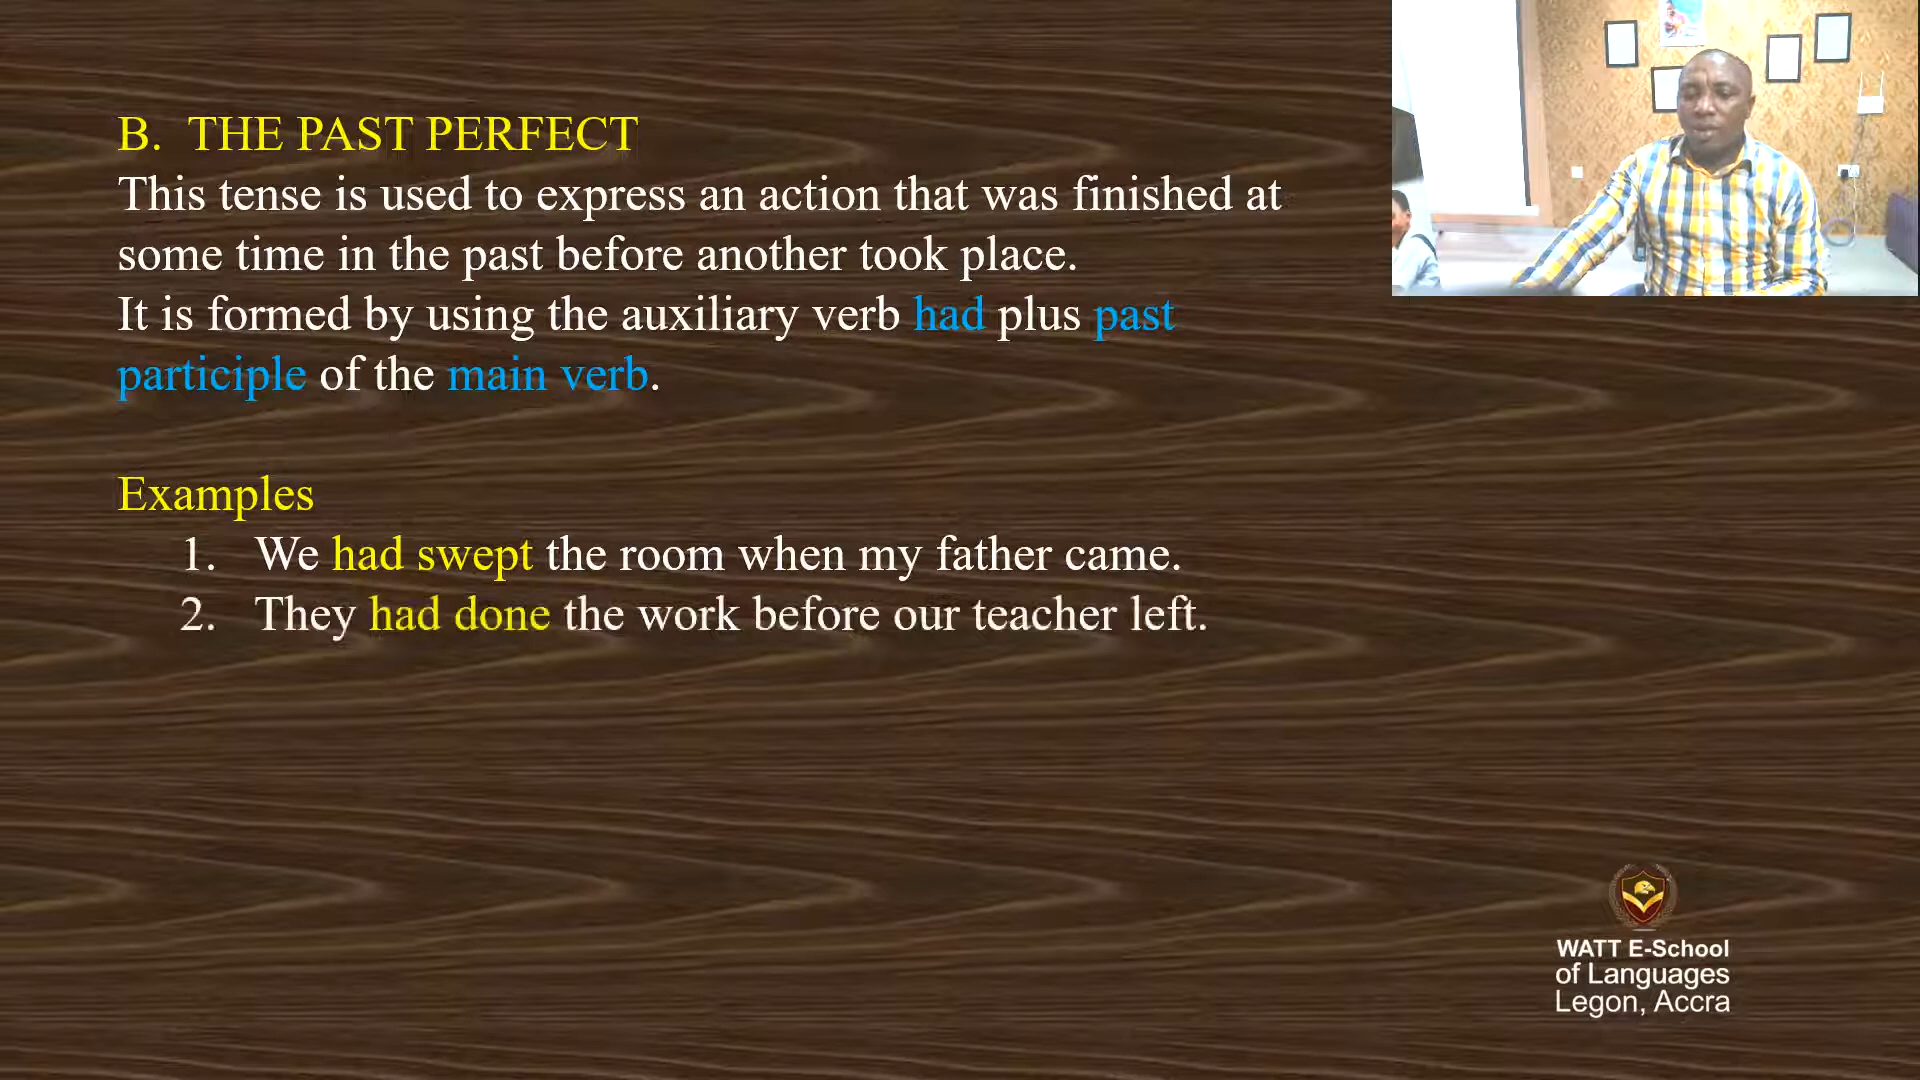 B. THE PAST PERFECT
This tense is used to express an action that was finished at
some time in the past before another took place.
It is formed by using the auxiliary verb had plus past
participle of the main verb.
Examples
1. We had swept the room when my father came.
2. They had done the work before our teacher left.
WATT E-School
of Languages
Legon, Accra